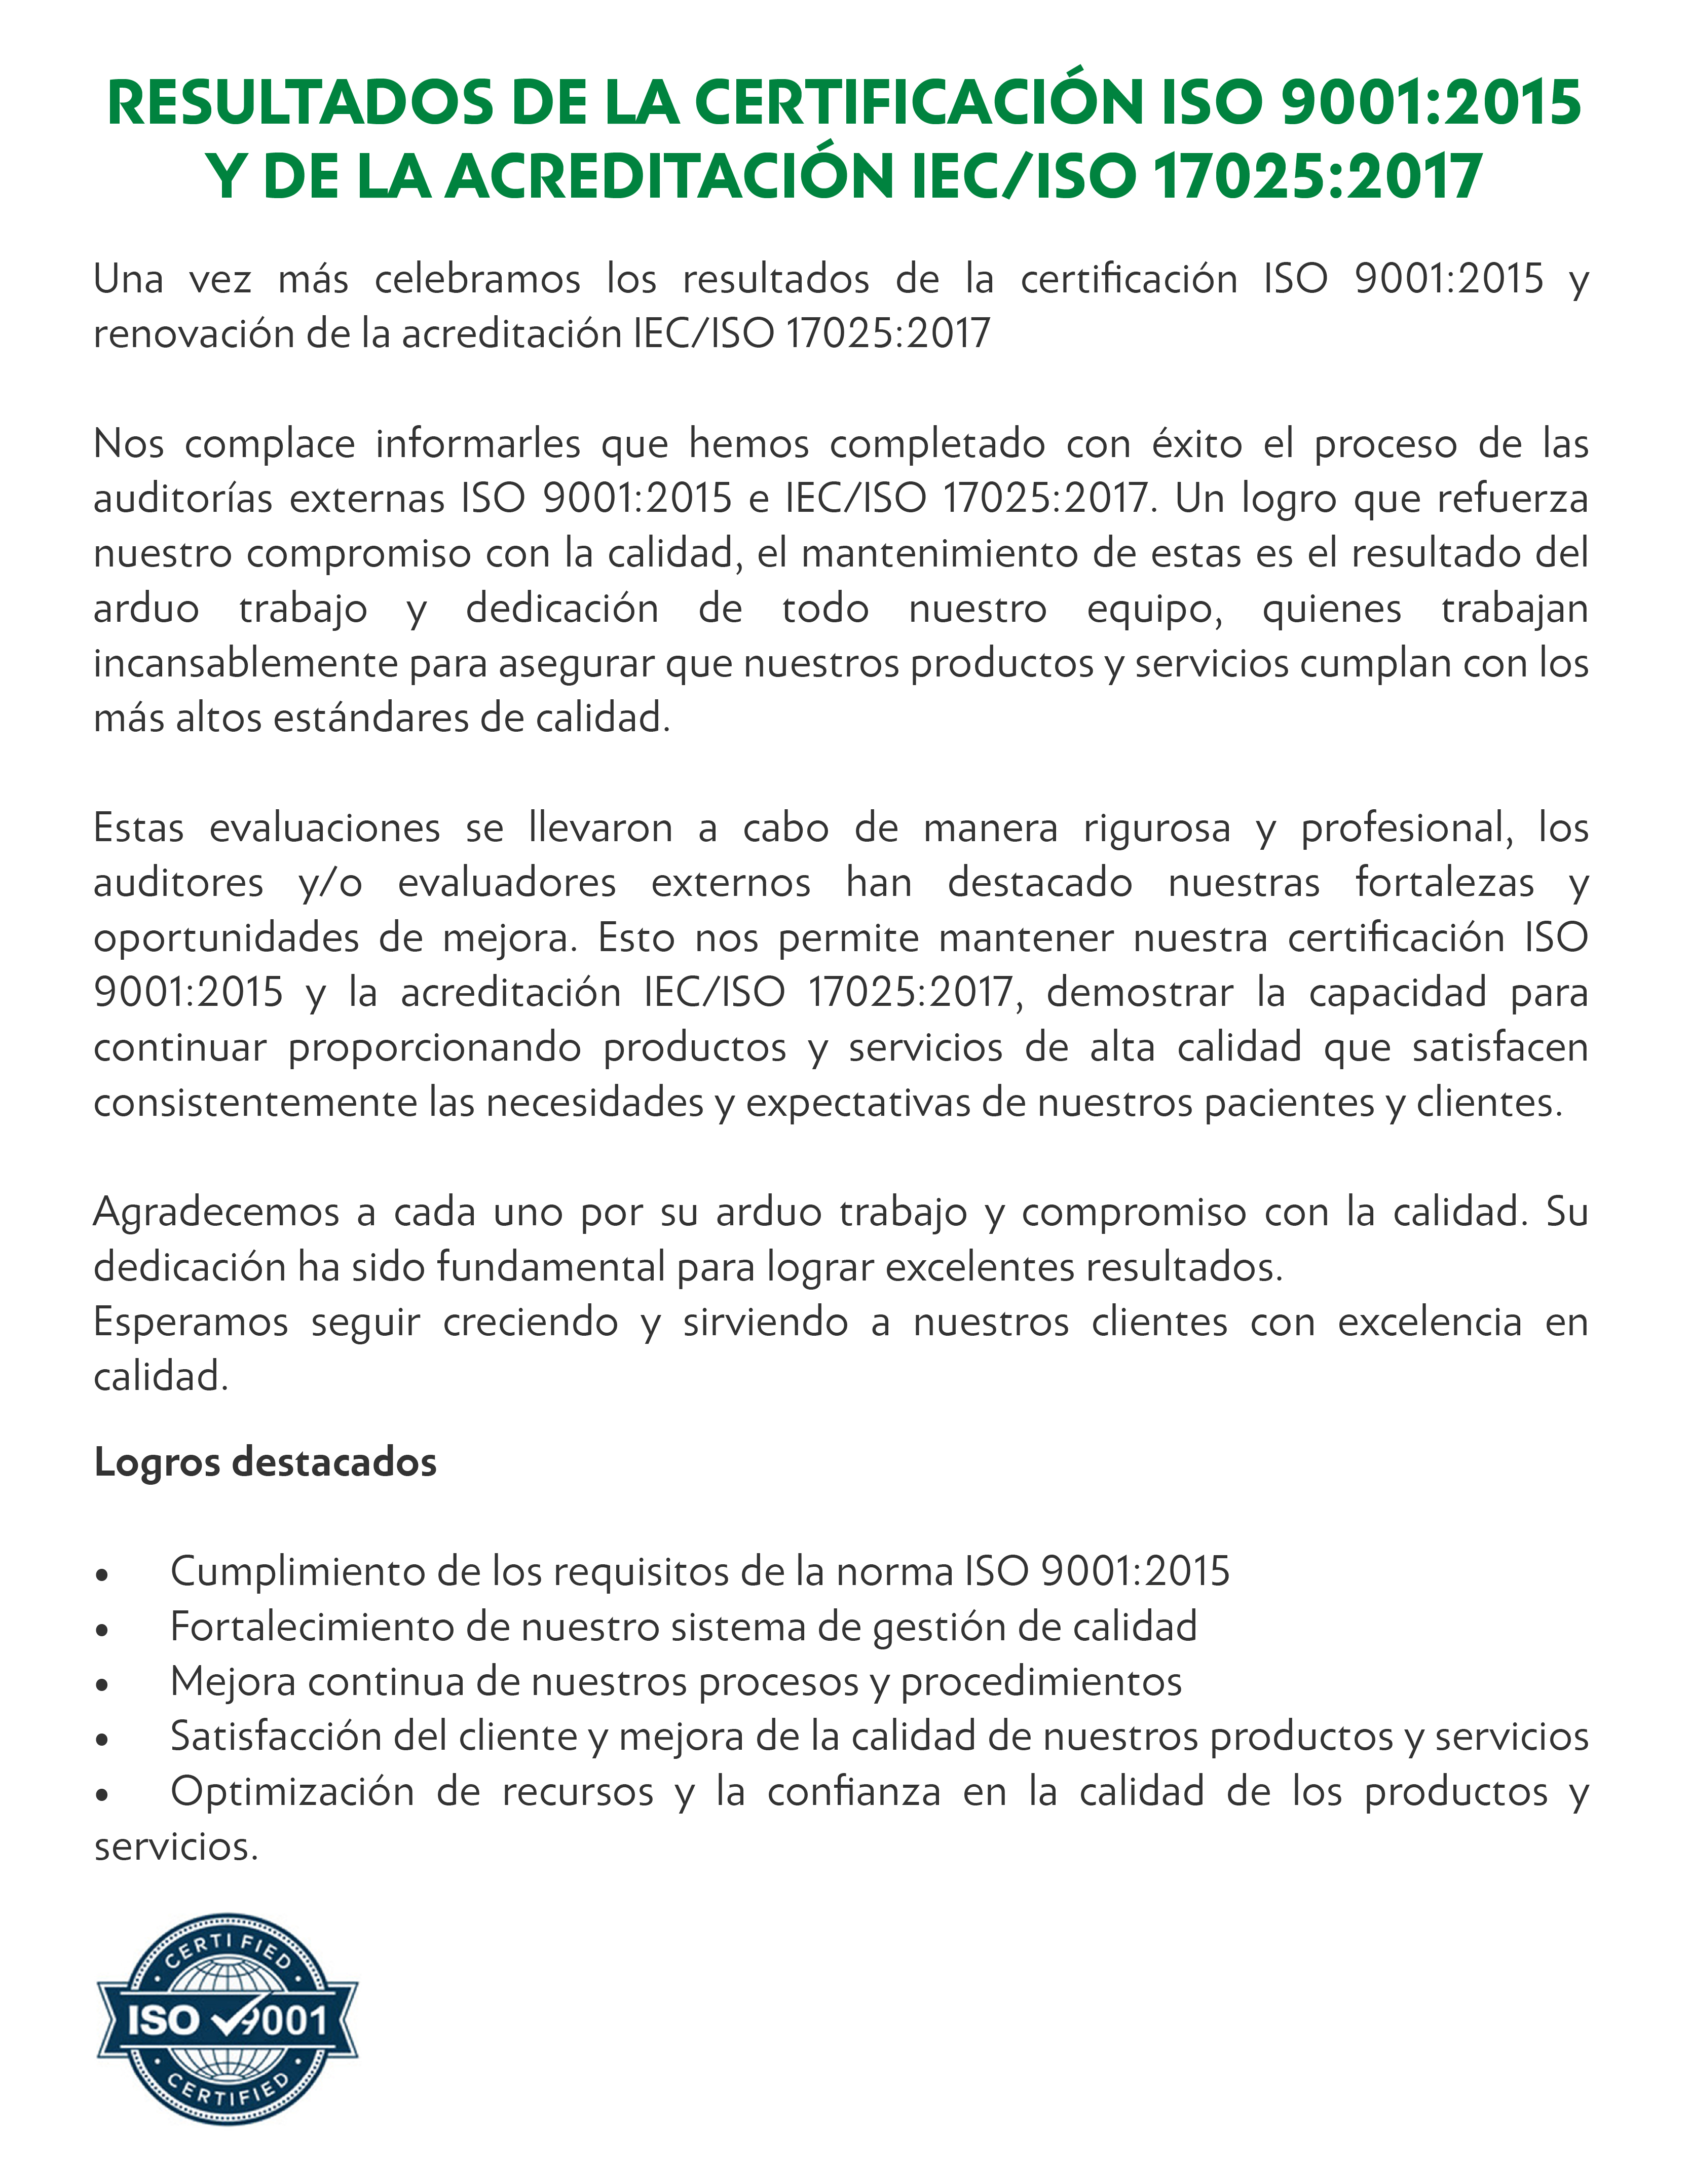 RESULTADOS DE LA CERTIFICACIÓN ISO 9001:2015
Y DE LA ACREDITACIÓN IEC/ISO 17025:2017
Una vez más celebramos los resultados de la certificación ISO 9001:2015 y
renovación de la acreditación IEC/ISO 17025:2017
Nos complace informarles que hemos completado con éxito el proceso de las
auditorías externas ISO 9001:2015 e IEC/ISO 17025:2017. Un logro que refuerza
nuestro compromiso con la calidad, el mantenimiento de estas es el resultado del
arduo trabajo y dedicación de todo nuestro equipo, quienes trabajan
incansablemente para asegurar que nuestros productos y servicios cumplan con los
más altos estándares de calidad.
Estas evaluaciones se llevaron a cabo de manera rigurosa y profesional, los
auditores y/o evaluadores externos han destacado nuestras fortalezas y
oportunidades de mejora. Esto nos permite mantener nuestra certificación ISO
9001:2015 y la acreditación IEC/ISO 17025:2017, demostrar la capacidad para
continuar proporcionando productos y servicios de alta calidad que satisfacen
consistentemente las necesidades y expectativas de nuestros pacientes y clientes.
Agradecemos a cada uno por su arduo trabajo y compromiso con la calidad. Su
dedicación ha sido fundamental para lograr excelentes resultados.
Esperamos seguir creciendo y sirviendo a nuestros clientes con excelencia en
calidad.
Logros destacados
• Cumplimiento de los requisitos de la norma ISO 9001:2015
• Fortalecimiento de nuestro sistema de gestión de calidad
• Mejora continua de nuestros procesos y procedimientos
• Satisfacción del cliente y mejora de la calidad de nuestros productos y servicios
• Optimización de recursos y la confianza en la calidad de los productos y
servicios.
CERTIFIED
ISO 9001
CERTIFIED